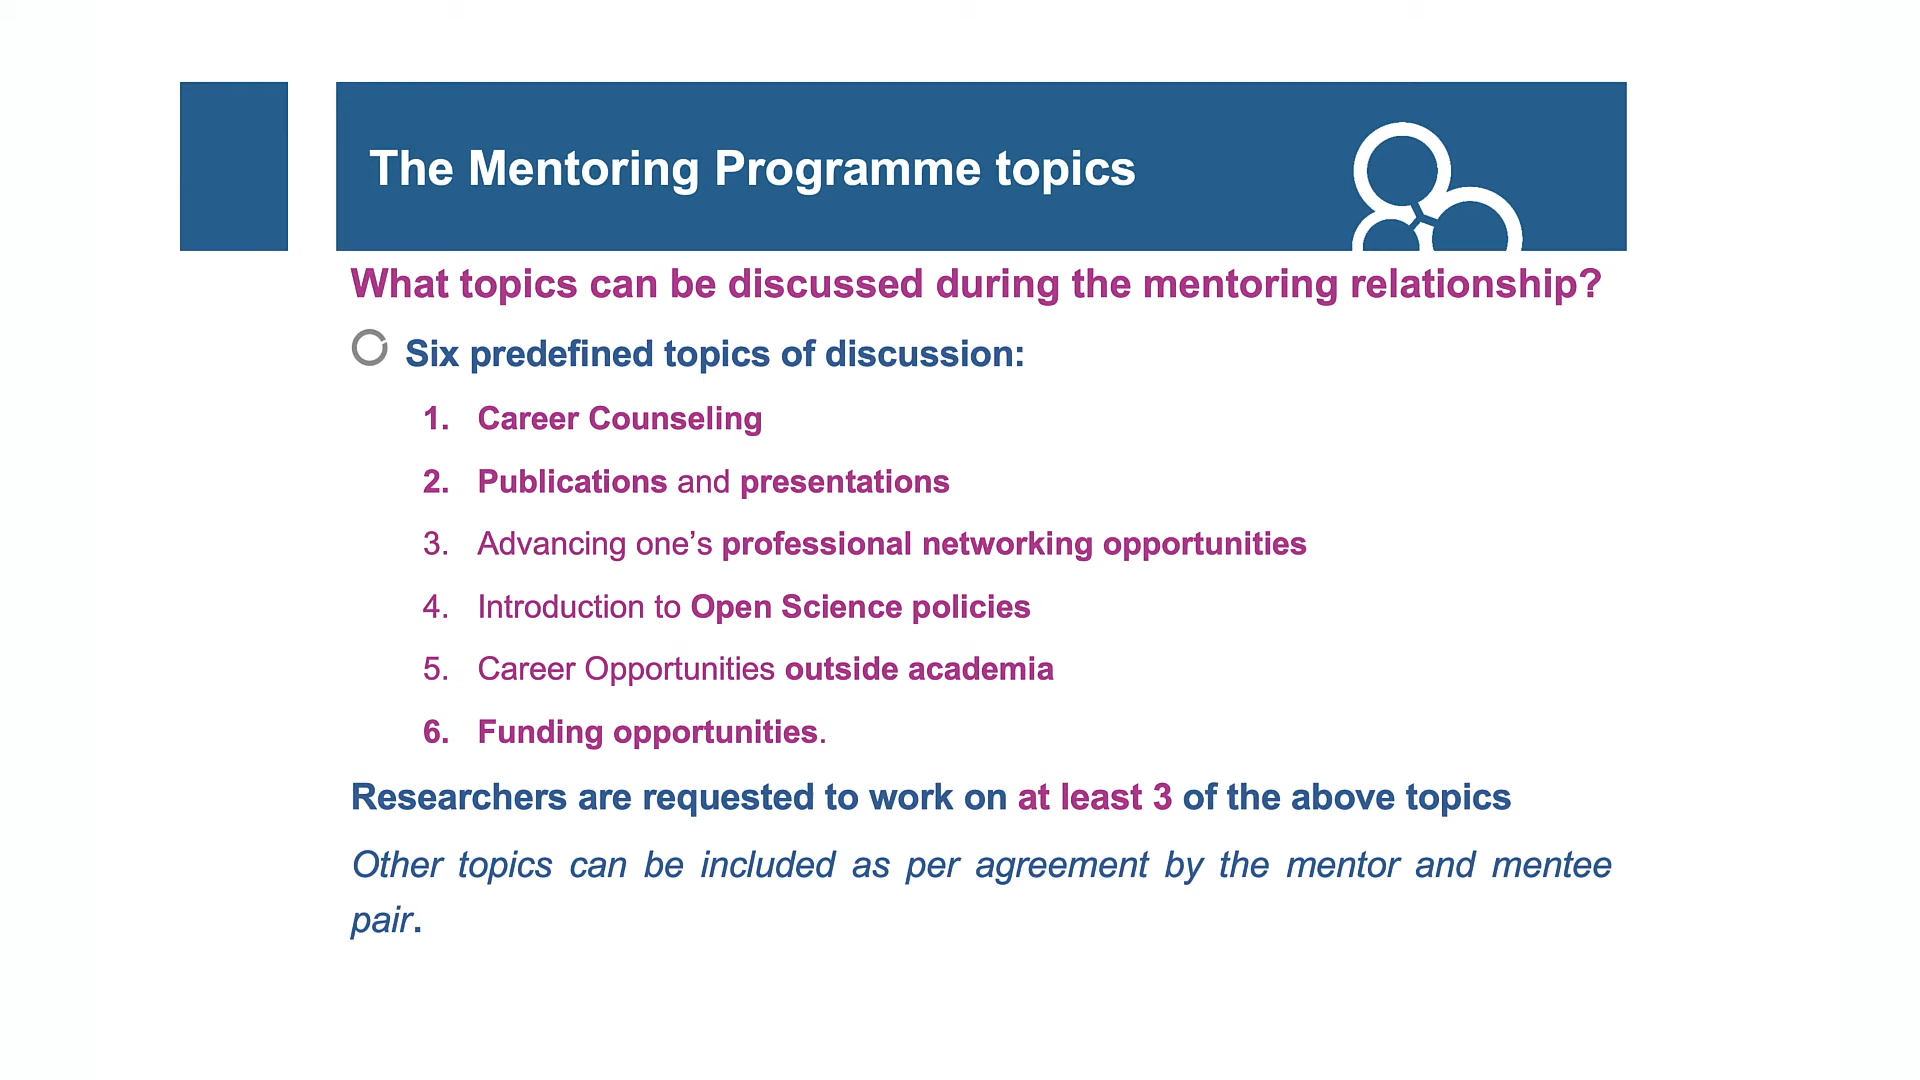 The Mentoring Programme topics
What topics can be discussed during the mentoring relationship?
Six predefined topics of discussion:
1. Career Counseling
2. Publications and presentations
3. Advancing one’s professional networking opportunities
4. Introduction to Open Science policies
5. Career Opportunities outside academia
6. Funding opportunities.
Researchers are requested to work on at least 3 of the above topics
Other topics can be included as per agreement by the mentor and mentee
pair.